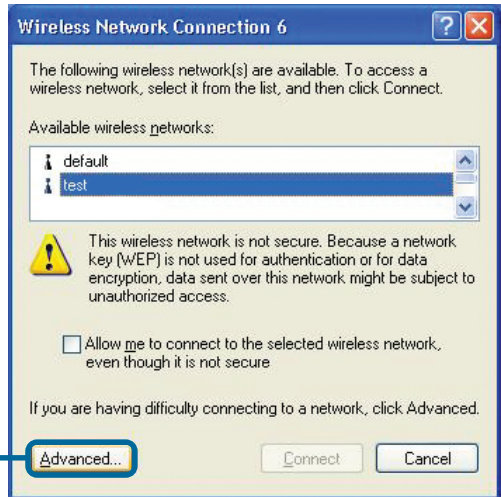 Wireless Network Connection 6
The following wireless network(s) are available. To access a
wireless network, select it from the list, and then click Connect.
Available wireless networks:
default
test
This wireless network is not secure. Because a network
key (WEP) is not used for authentication or for data
encryption, data sent over this network might be subject to
unauthorized access.
Allow me to connect to the selected wireless network,
even though it is not secure
If you are having difficulty connecting to a network, click Advanced.
Advanced... Connect Cancel